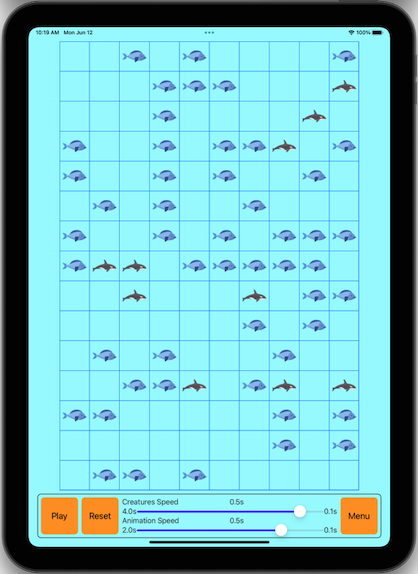 10:19 AM Mon Jun 12
100%
Play
Reset
Creatures Speed 0.5s
4.0s 0.1s
Animation Speed 0.5s
2.0s 0.1s
Menu